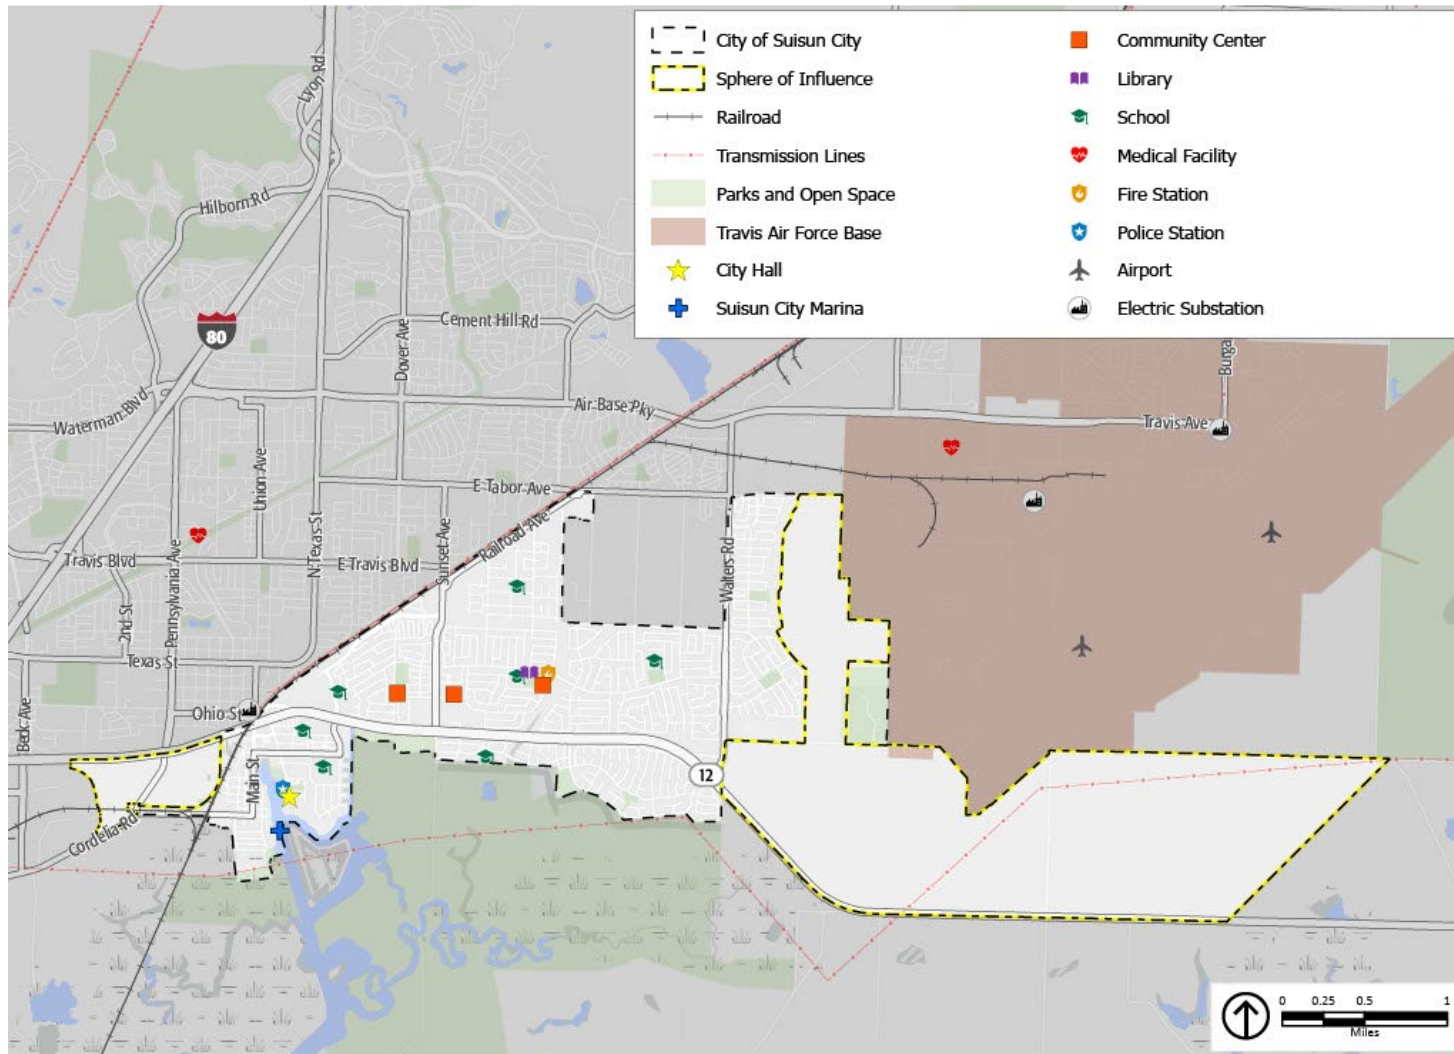 City of Suisun City
Sphere of Influence
Railroad
Transmission Lines
Parks and Open Space
Travis Air Force Base
City Hall
Suisun City Marina
Community Center
Library
School
Medical Facility
Fire Station
Police Station
Airport
Electric Substation
Lyon Rd
Hilborn Rd
80
Cement Hill Rd
Dover Ave
Burga
Waterman Blvd
Air Base Pky
Travis Ave
Union Ave
N Texas St
E Tabor Ave
Railroad Ave
Sunset Ave
Walters Rd
Travis Blvd
E Travis Blvd
Pennsylvania Ave
2nd St
Texas St
Ohio St
Beck Ave
Main St
12
Cordelia Rd
0 0.25 0.5 1
Miles